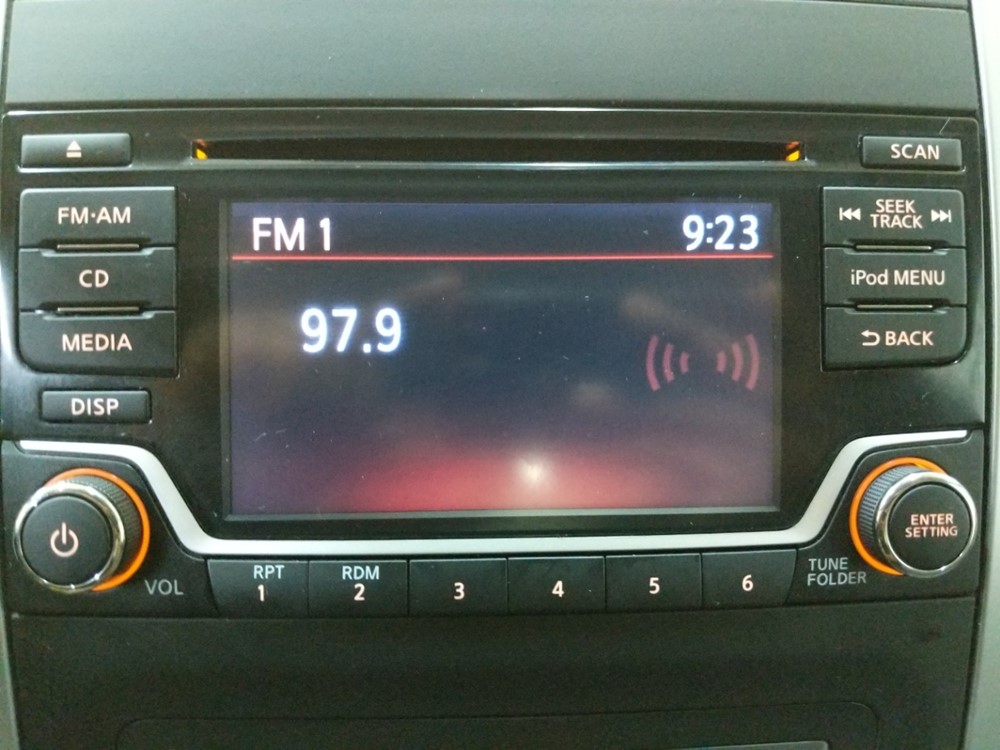 SCAN
FM·AM
CD
MEDIA
DISP
FM 1
9:23
97.9
SEEK
TRACK
iPod MENU
BACK
VOL
RPT
1
RDM
2
3
4
5
6
TUNE
FOLDER
ENTER
SETTING